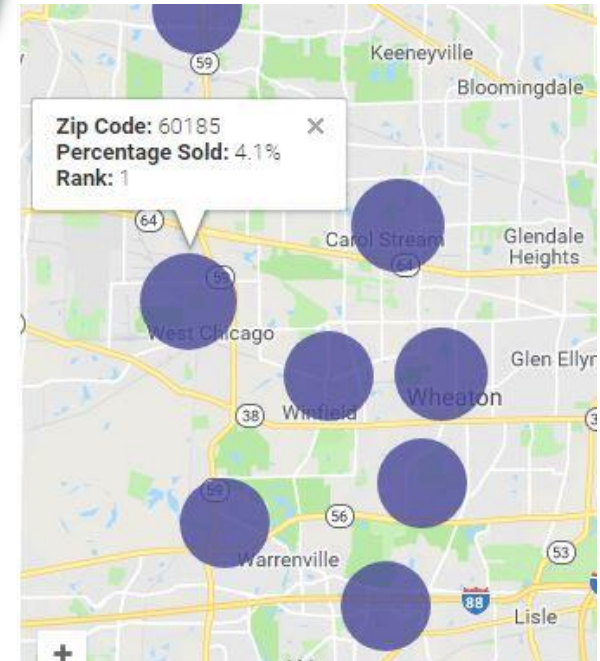 59
Keeneyville
Bloomingdale
Zip Code: 60185
Percentage Sold: 4.1%
Rank: 1
64
Carol Stream
Glendale
Heights
64
59
West Chicago
Glen Ellyn
Wheaton
38
Winfield
59
56
Warrenville
53
88
Lisle
+